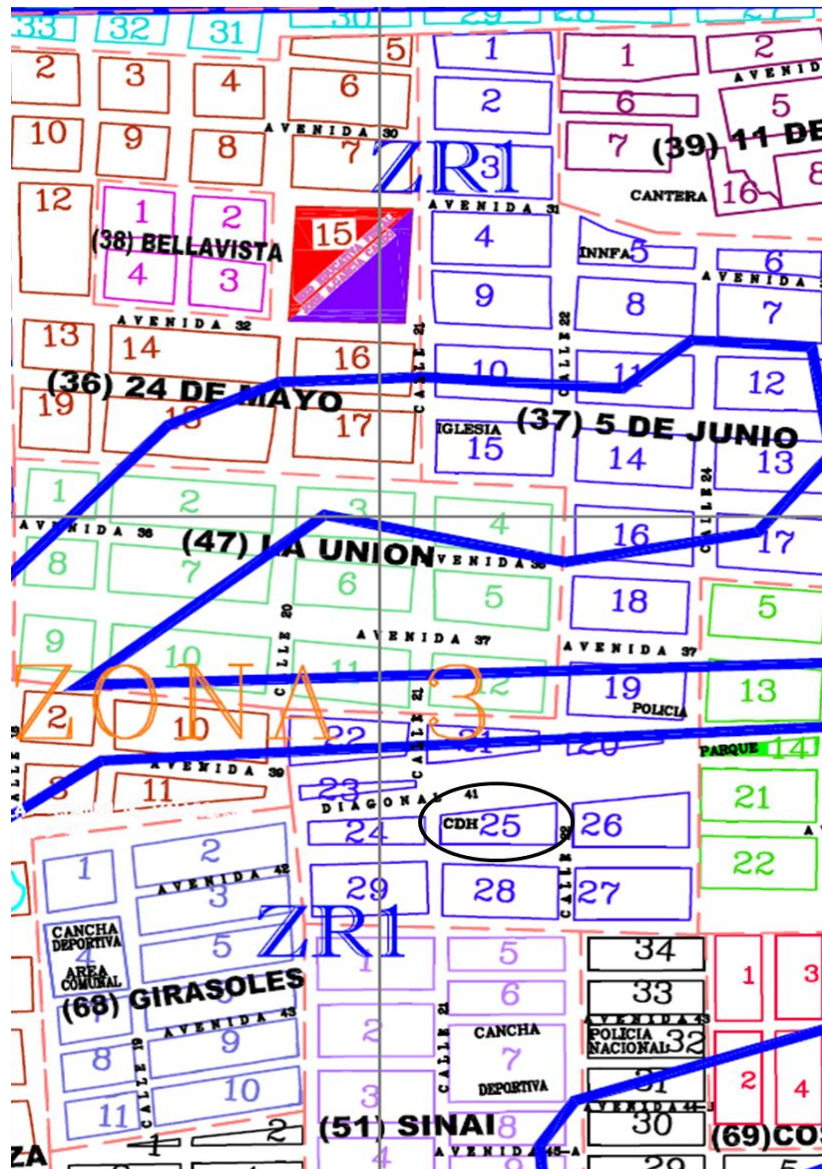 33 32 31 30 29 28 27
5 1 1 2
2 3 4 6 2 6 5
AVENID
10 9 8 AVENIDA 30 7 7 (39) 11 DE
ZR1
3 16 8
CANTERA
12 1 2 15 AVENIDA 31
(38) BELLAVISTA 4 INNFA 5 6
4 3 9 8 7
AVENIDA 32 CALLE 21 CALLE 22
13 14 16 10 11 12
(36) 24 DE MAYO
19 18 17 IGLESIA (37) 5 DE JUNIO
15 14 13
CALLE 24
1 2 3 4
AVENIDA 36 16 17
(47) LA UNION
8 7 6 5 18 5
CALLE 20 AVENIDA 37 AVENIDA 37
9 10 11 12 19 13
POLICIA
ZONA 3
2 10 22 21 20 PARQUE 14
CALLE 21
AVENIDA 39
3 11 23 21
DIAGONAL 41
24 CDH 25 26
CALLE 22
1 2 22
AVENIDA 42
3 29 28 27
ZR1
CANCHA
DEPORTIVA
4 5 1 5 34
AREA
COMUNAL
(68) GIRASOLES 6 33 1 3
AVENIDA 43 AVENIDA 43
9 2 CALLE 21 CANCHA POLICIA
NACIONAL 32
7
8 CALLE 19 DEPORTIVA 31 2 4
10 3 AVENIDA 44-
11 (51) SINAI 8 30 (69) CO
1 2
ZA 4 AVENIDA 45-A 9 29 5